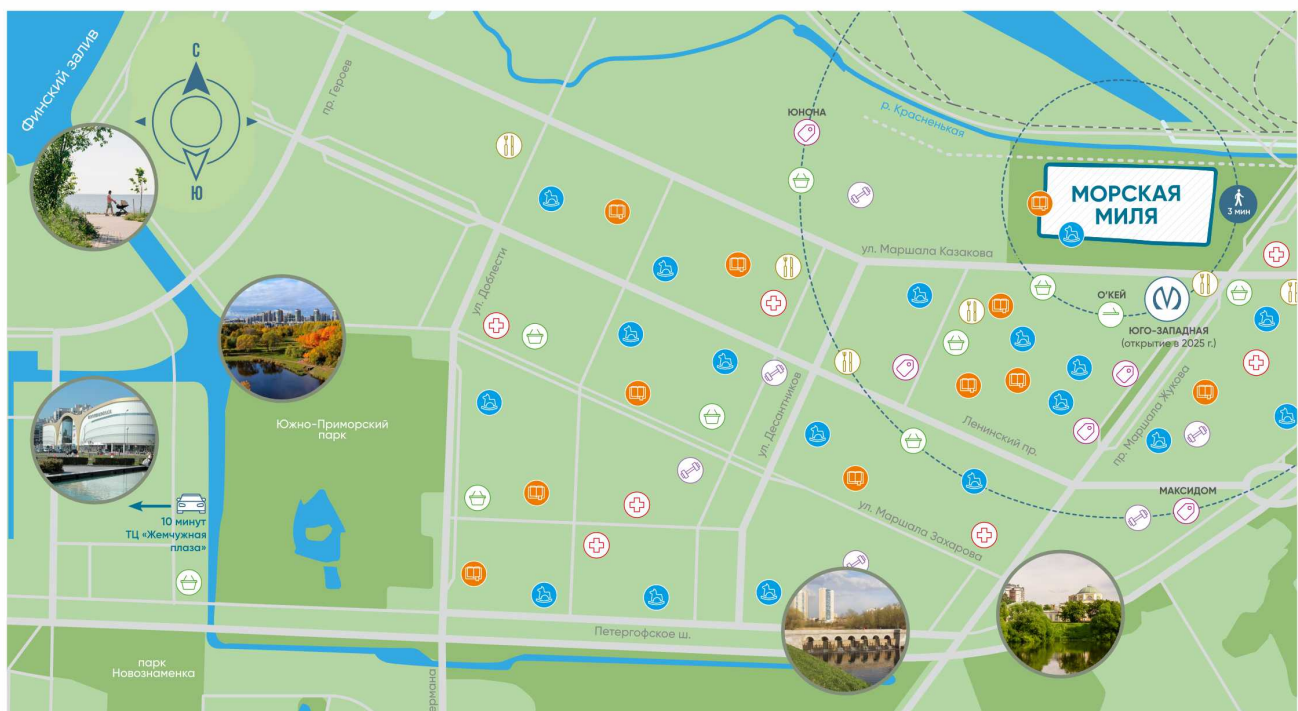 Финский залив
С
Ю
пр. Героев
ЮНОНА
р. Красненькая
МОРСКАЯ
МИЛЯ
3 мин
ул. Маршала Казакова
ул. Доблести
О'КЕЙ
ЮГО-ЗАПАДНАЯ
(открытие в 2025 г.)
Южно-Приморский
парк
ул. Десантников
Ленинский пр.
пр. Маршала Жукова
МАКСИДОМ
10 минут
ТЦ «Жемчужная
плаза»
ул. Маршала Захарова
Петергофское ш.
парк
Новознаменка
ермана